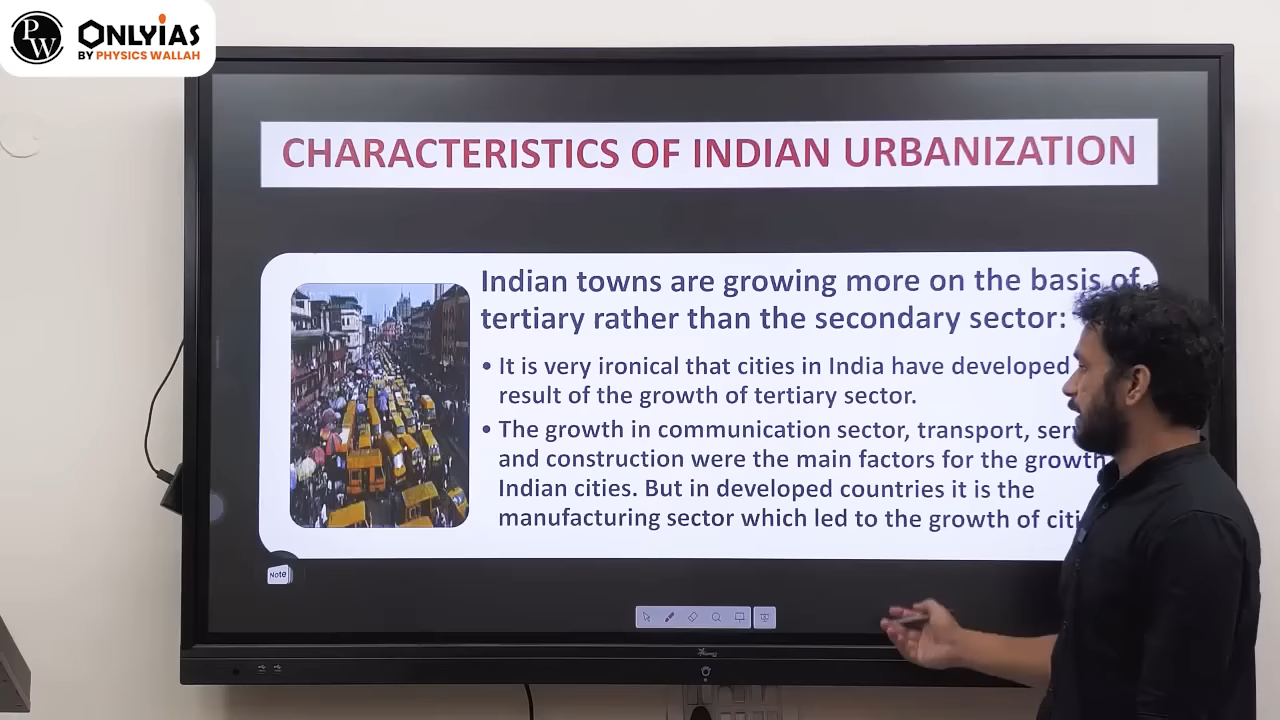 PW
ONLYIAS
BY PHYSICS WALLAH
CHARACTERISTICS OF INDIAN URBANIZATION
Indian towns are growing more on the basis of
tertiary rather than the secondary sector:
• It is very ironical that cities in India have developed
result of the growth of tertiary sector.
• The growth in communication sector, transport,
and construction were the main factors for the growth
Indian cities. But in developed countries it is the
manufacturing sector which led to the growth of
Note